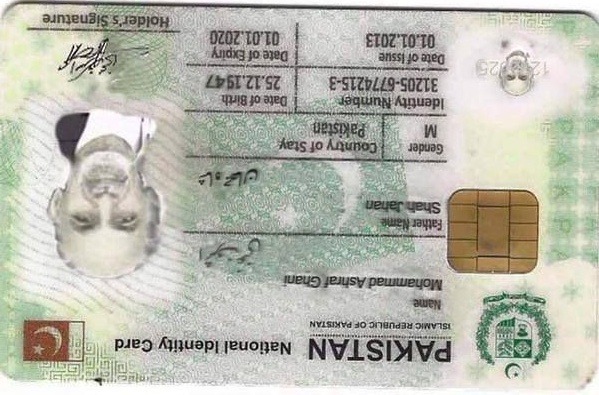 PAKISTAN National Identity Card
ISLAMIC REPUBLIC OF PAKISTAN
Name
Mohammad Ashraf Ghani
Father Name
Shah Jahan
Gender Country of Stay
M Pakistan
Identity Number Date of Birth
31205-6774215-3 25.12.1947
Date of Issue Date of Expiry
01.01.2013 01.01.2020
Holder's Signature